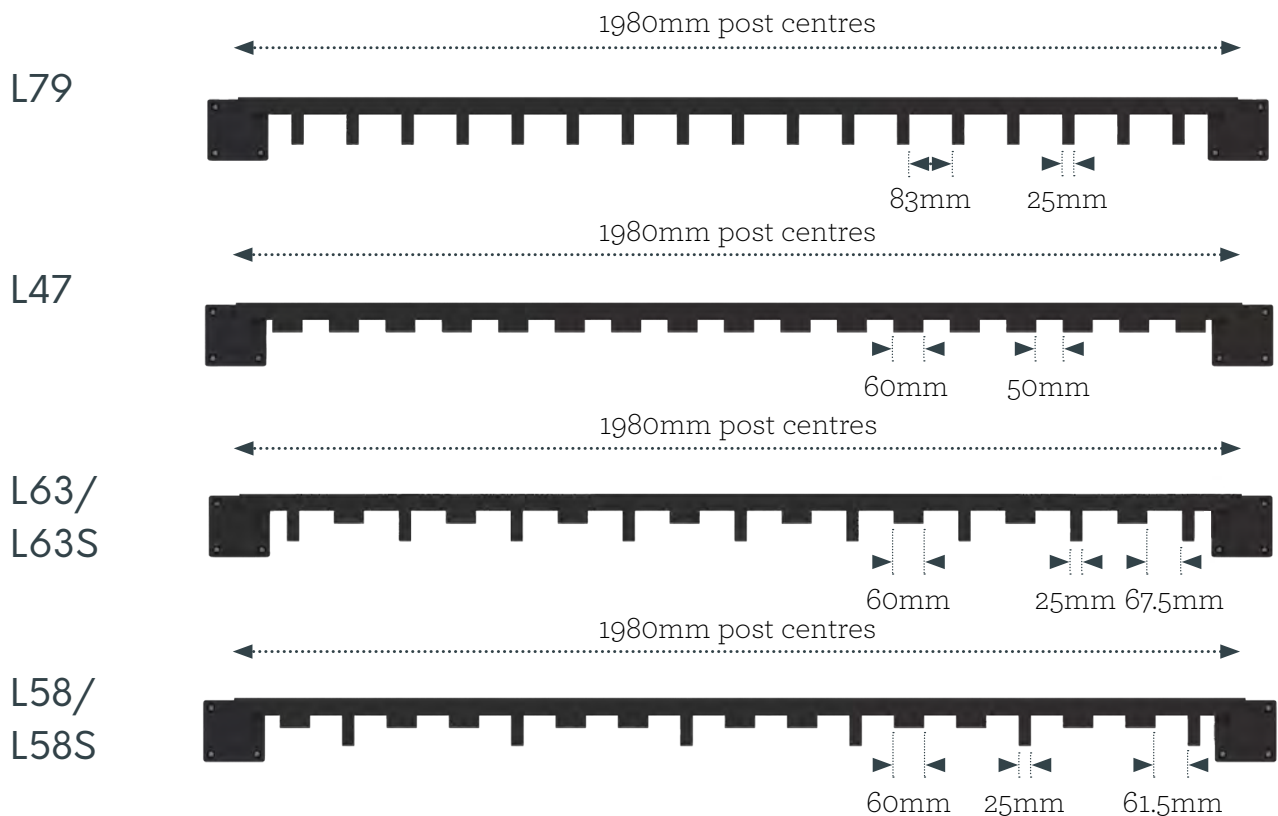 1980mm post centres
L79
83mm 25mm
1980mm post centres
L47
60mm 50mm
1980mm post centres
L63/
L63S
60mm 25mm 67.5mm
1980mm post centres
L58/
L58S
60mm 25mm 61.5mm